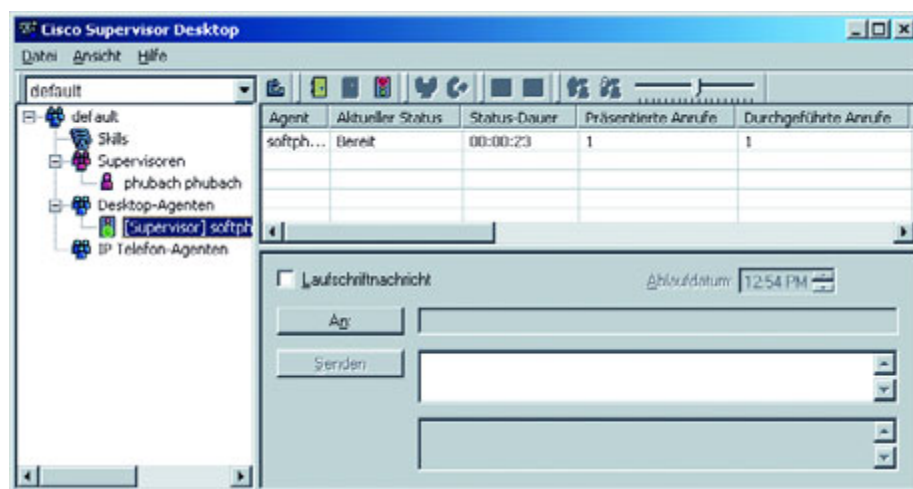 Cisco Supervisor Desktop
Datei Ansicht Hilfe
default
default
Skills
Supervisoren
phubach phubach
Desktop-Agenten
[Supervisor] softph
IP Telefon-Agenten
Agent Aktueller Status Status-Dauer Präsentierte Anrufe Durchgeführte Anrufe
softph... Bereit 00:00:23 1 1
Laufschriftnachricht Ablaufdatum: 12:54 PM
An:
Senden